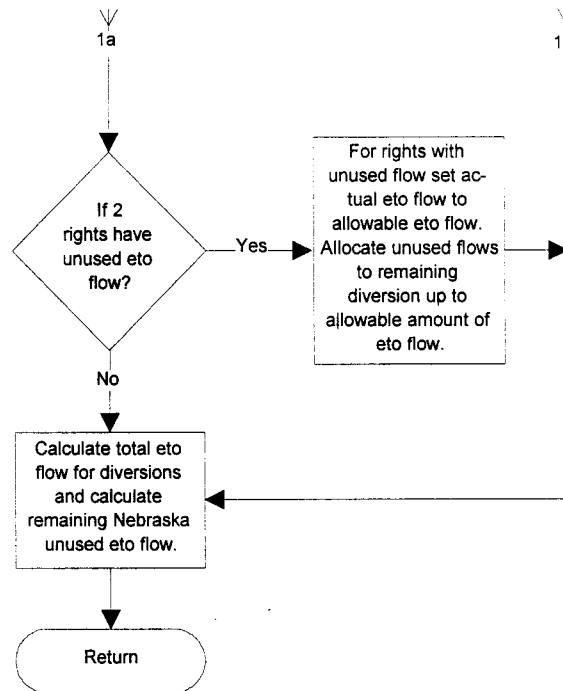 1a
1
If 2
rights have
unused eto
flow?
Yes
For rights with
unused flow set ac-
tual eto flow to
allowable eto flow.
Allocate unused flows
to remaining
diversion up to
allowable amount of
eto flow.
No
Calculate total eto
flow for diversions
and calculate
remaining Nebraska
unused eto flow.
Return